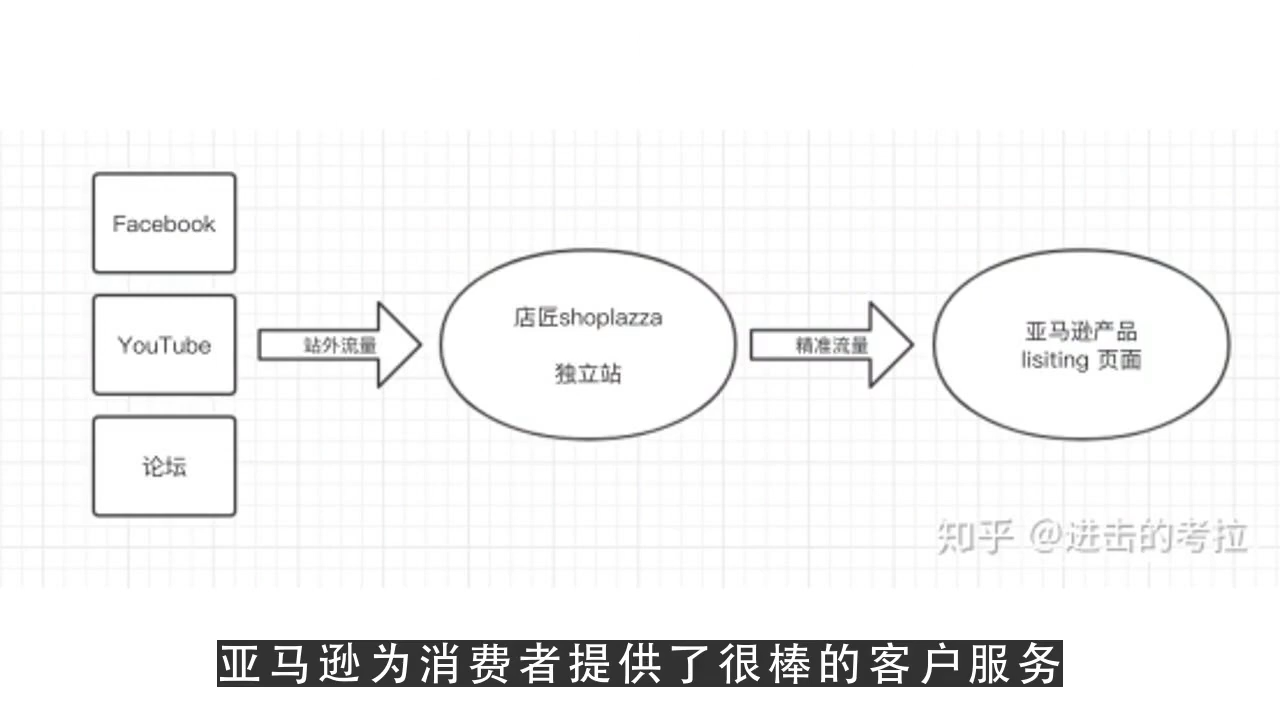 Facebook
YouTube
论坛
站外流量
店匠shoplazza
独立站
精准流量
亚马逊产品
lisiting 页面
知乎 @进击的考拉
亚马逊为消费者提供了很棒的客户服务